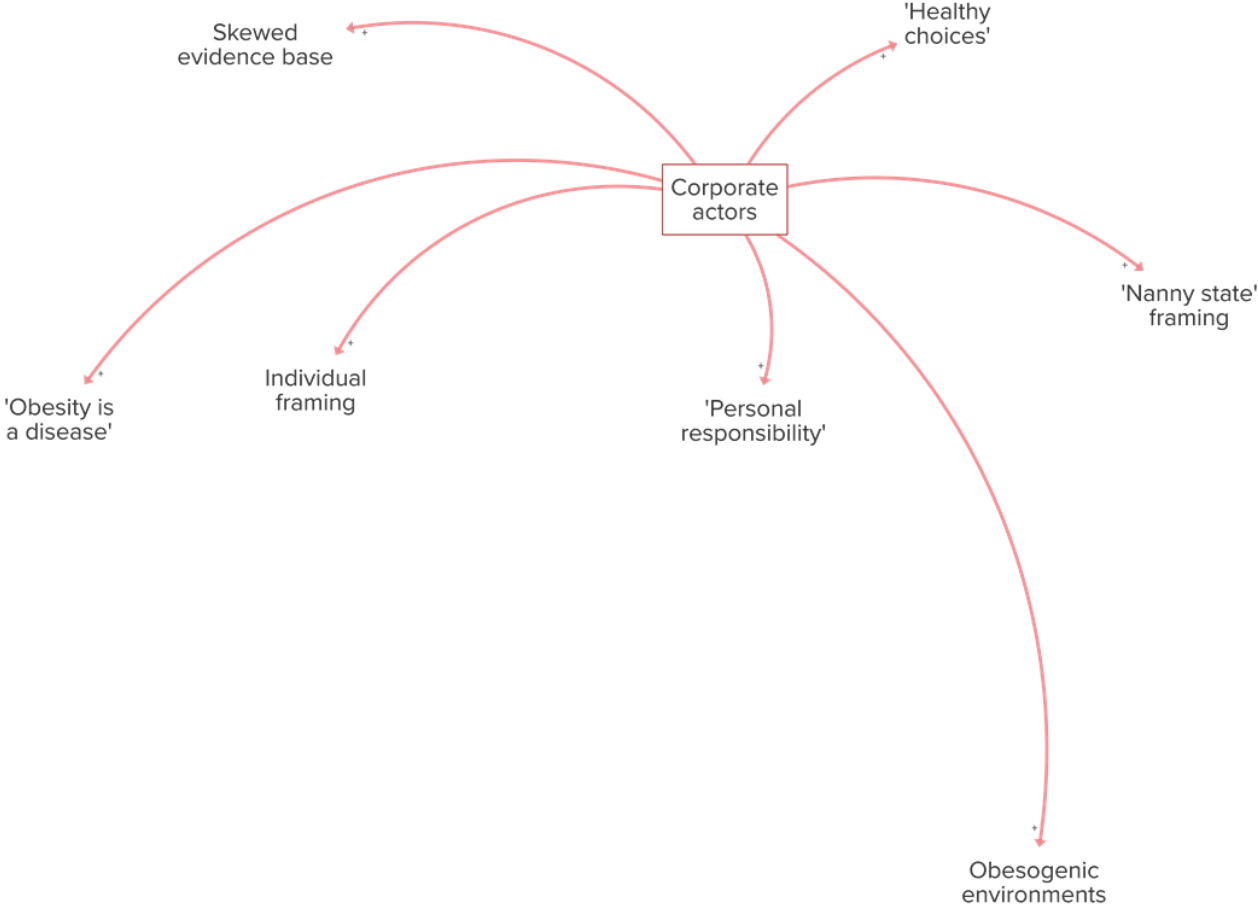 Skewed
evidence base
'Healthy
choices'
Corporate
actors
'Nanny state'
framing
Individual
framing
'Obesity is
a disease'
'Personal
responsibility'
Obesogenic
environments
+
+
+
+
+
+
+